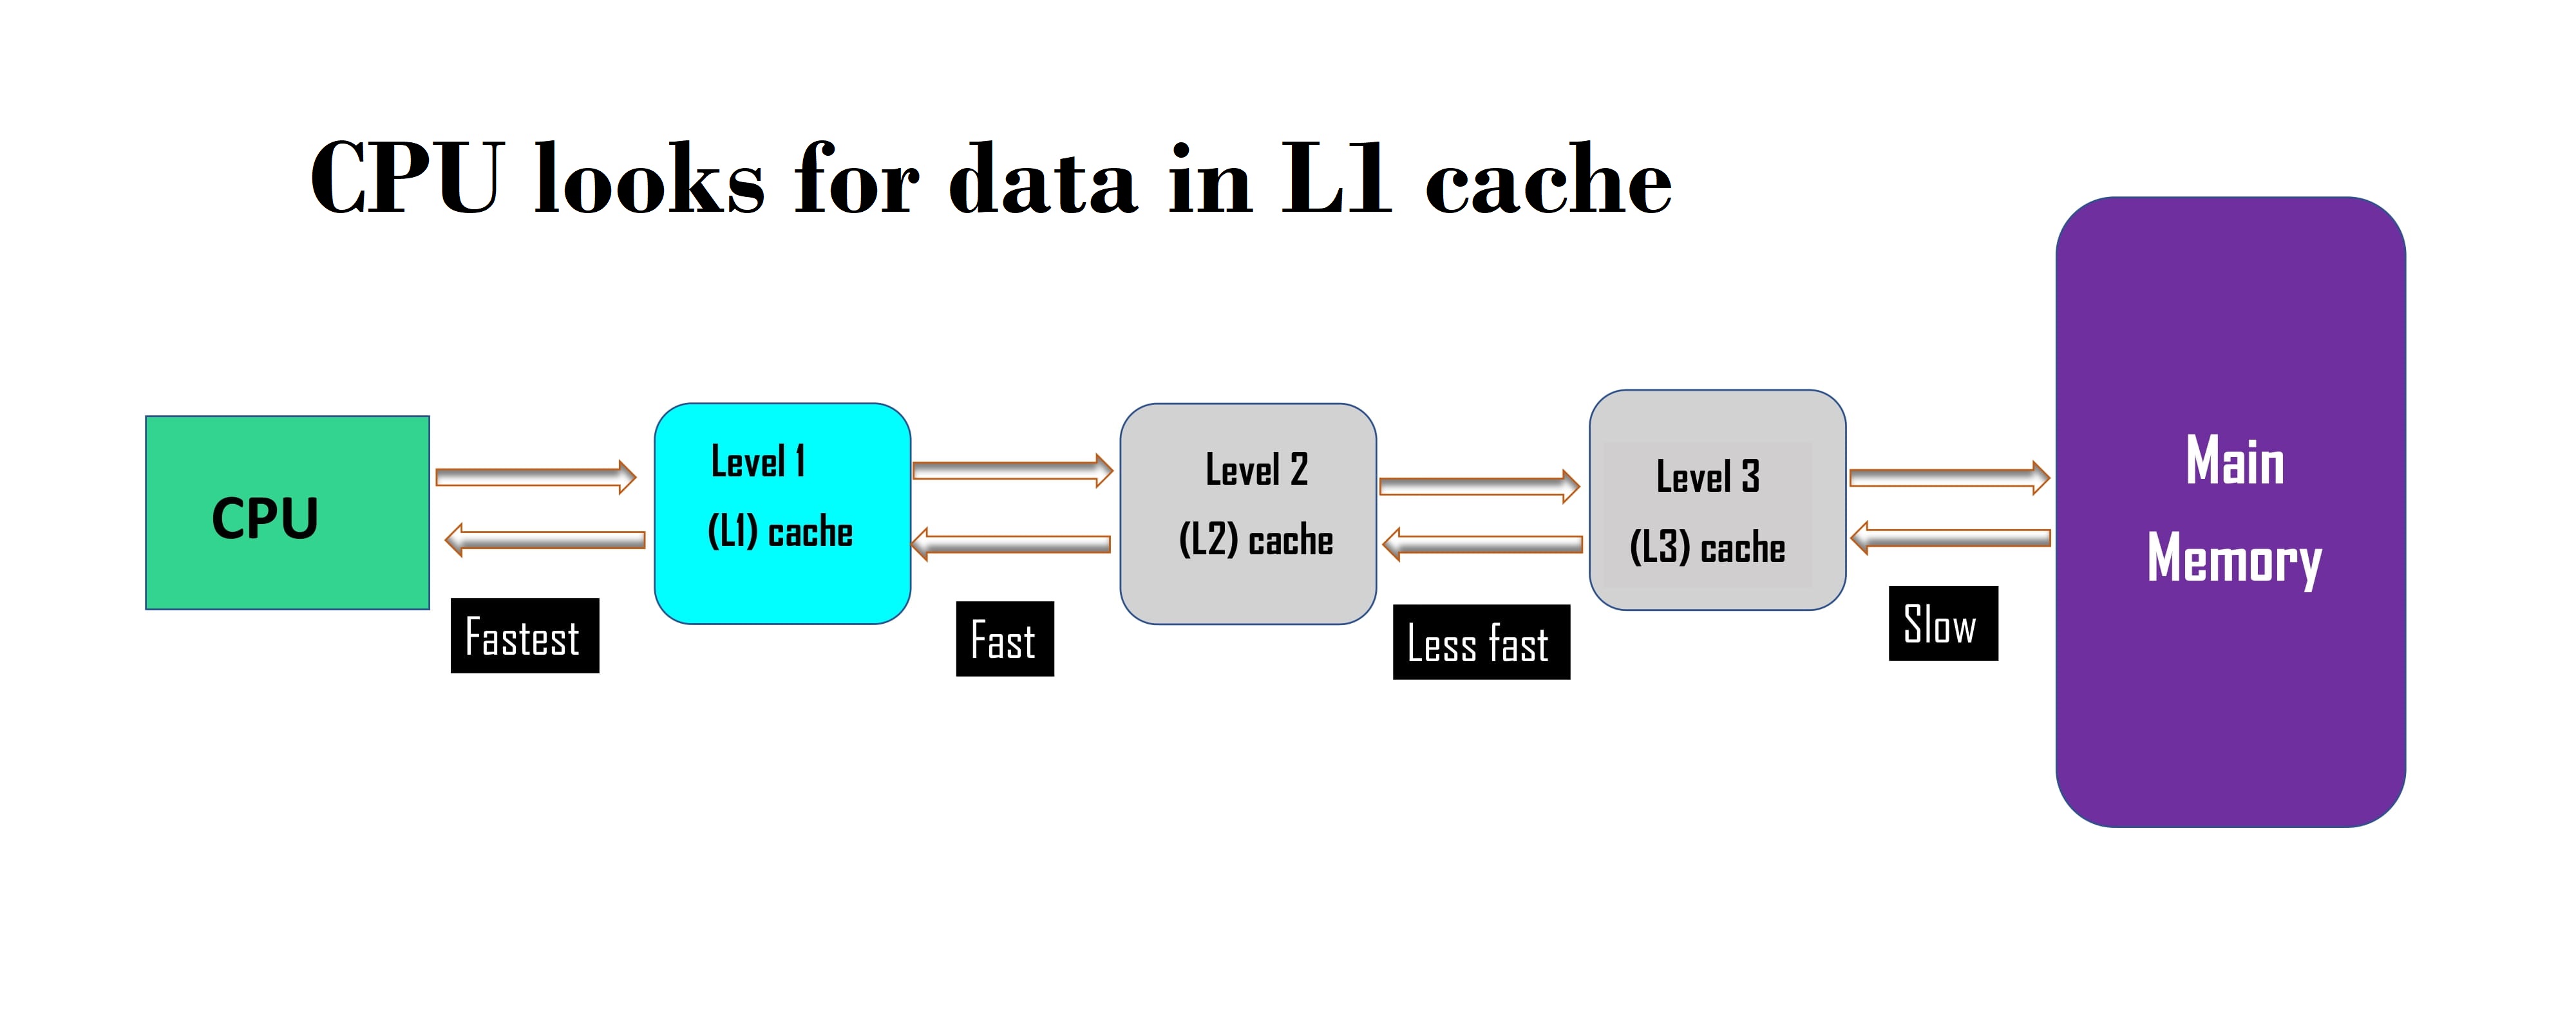 CPU looks for data in L1 cache
CPU
Level 1
(L1) cache
Level 2
(L2) cache
Level 3
(L3) cache
Main
Memory
Fastest
Fast
Less fast
Slow